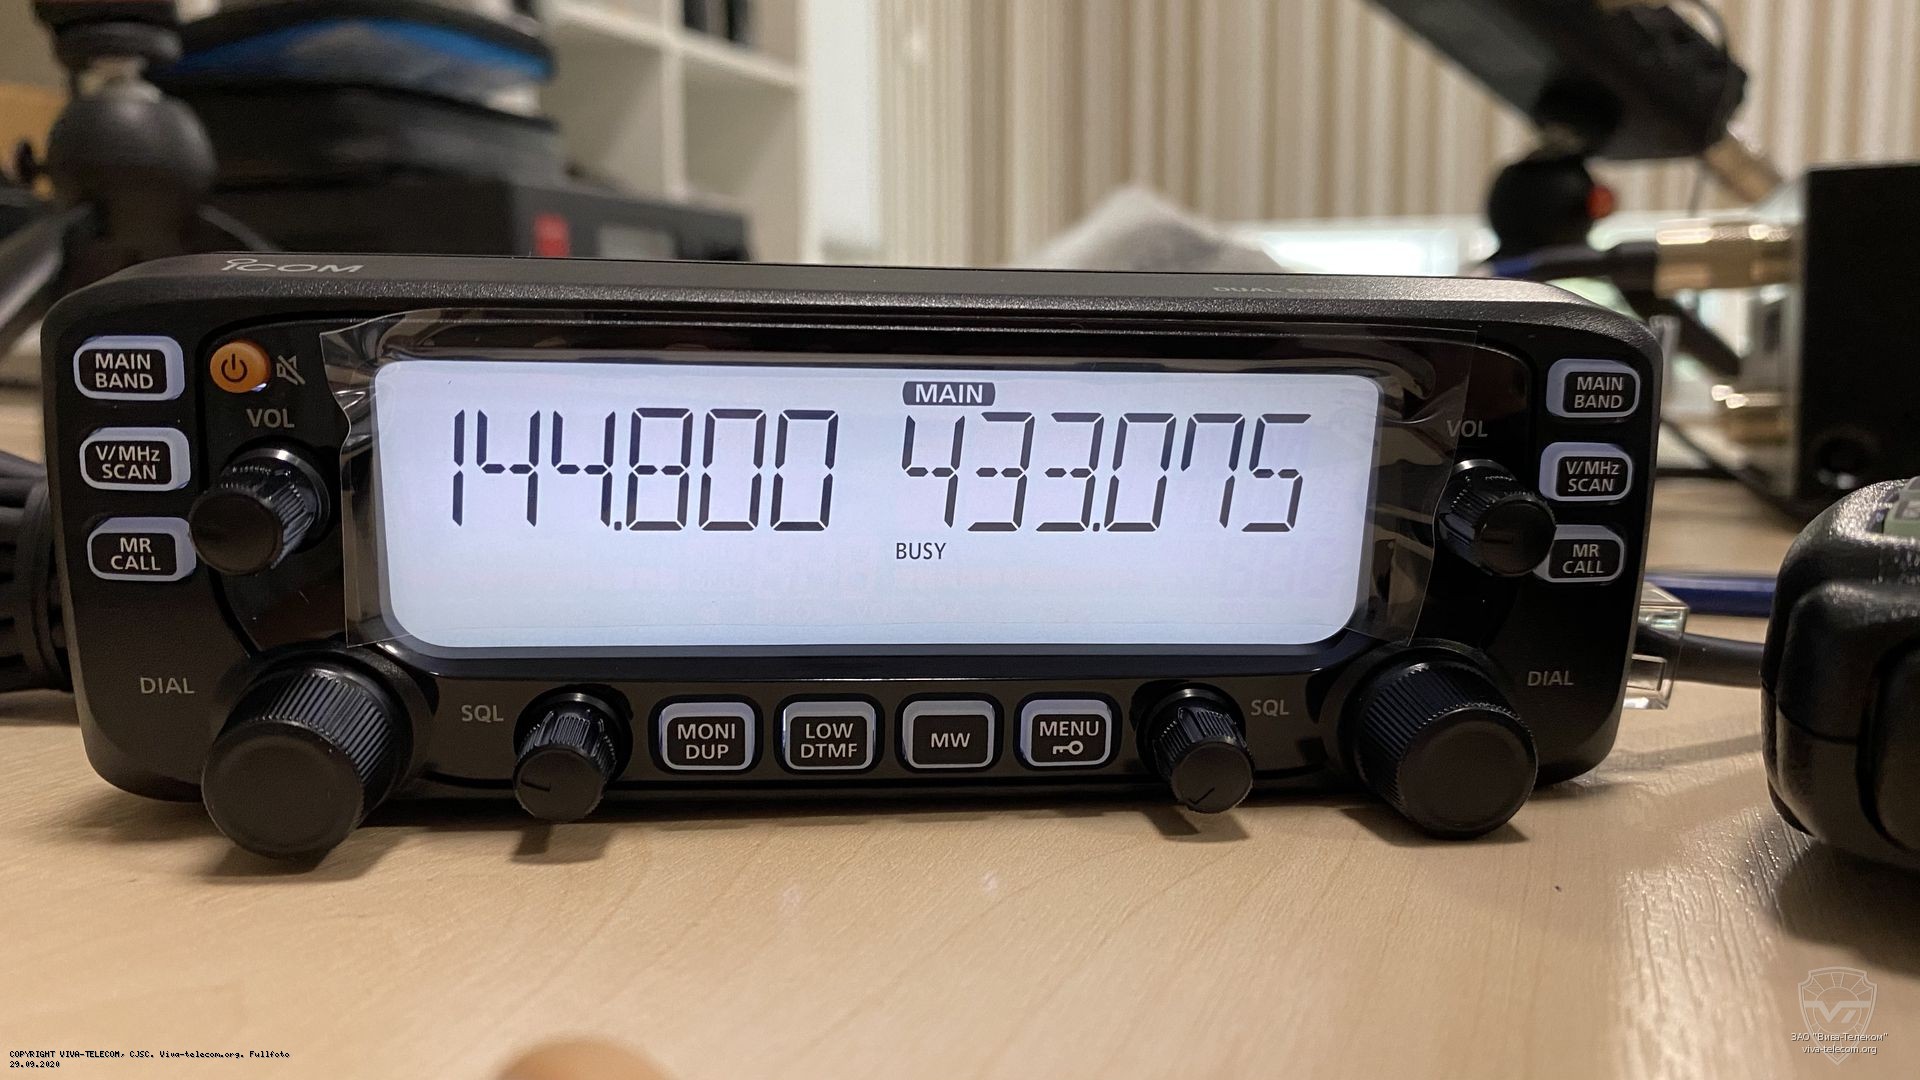 ICOM
MAIN
BAND
V/MHz
SCAN
MR
CALL
VOL
DIAL
SQL
MAIN
144.800 433.075
BUSY
MONI
DUP
LOW
DTMF
MW
MENU
SQL
VOL
DIAL
MAIN
BAND
V/MHz
SCAN
MR
CALL
COPYRIGHT VIVA-TELECOM, CJSC. Viva-telecom.org. Fullfoto
29.09.2020
ЗАО "Вива-Телеком"
viva-telecom.org